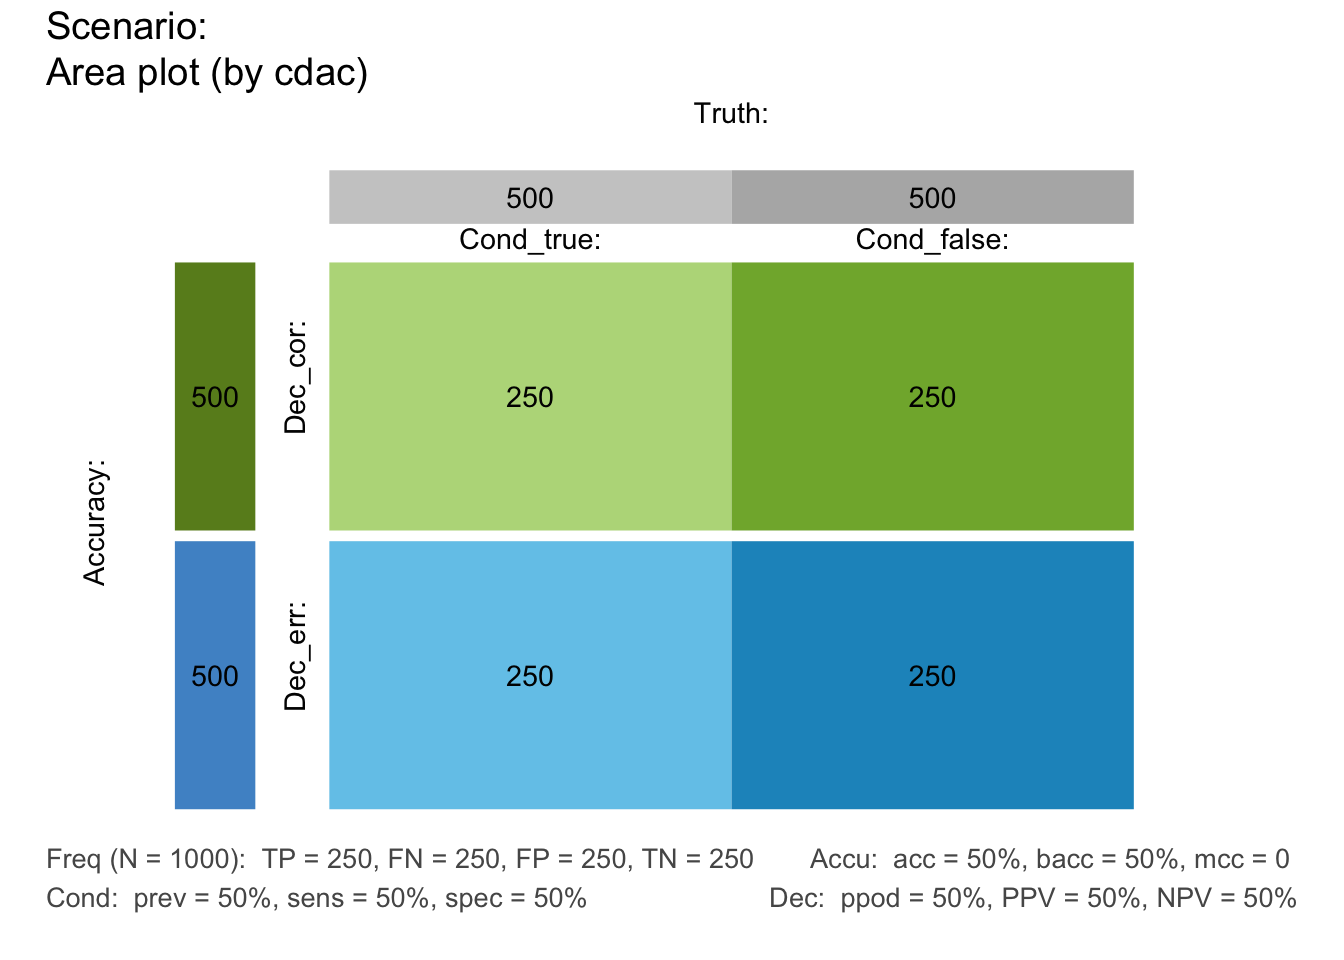 Scenario:
Area plot (by cdac)
Truth:
500 500
Cond_true: Cond_false:
Accuracy:
500 Dec_cor: 250 250
500 Dec_err: 250 250
Freq (N = 1000): TP = 250, FN = 250, FP = 250, TN = 250 Accu: acc = 50%, bacc = 50%, mcc = 0
Cond: prev = 50%, sens = 50%, spec = 50% Dec: ppod = 50%, PPV = 50%, NPV = 50%